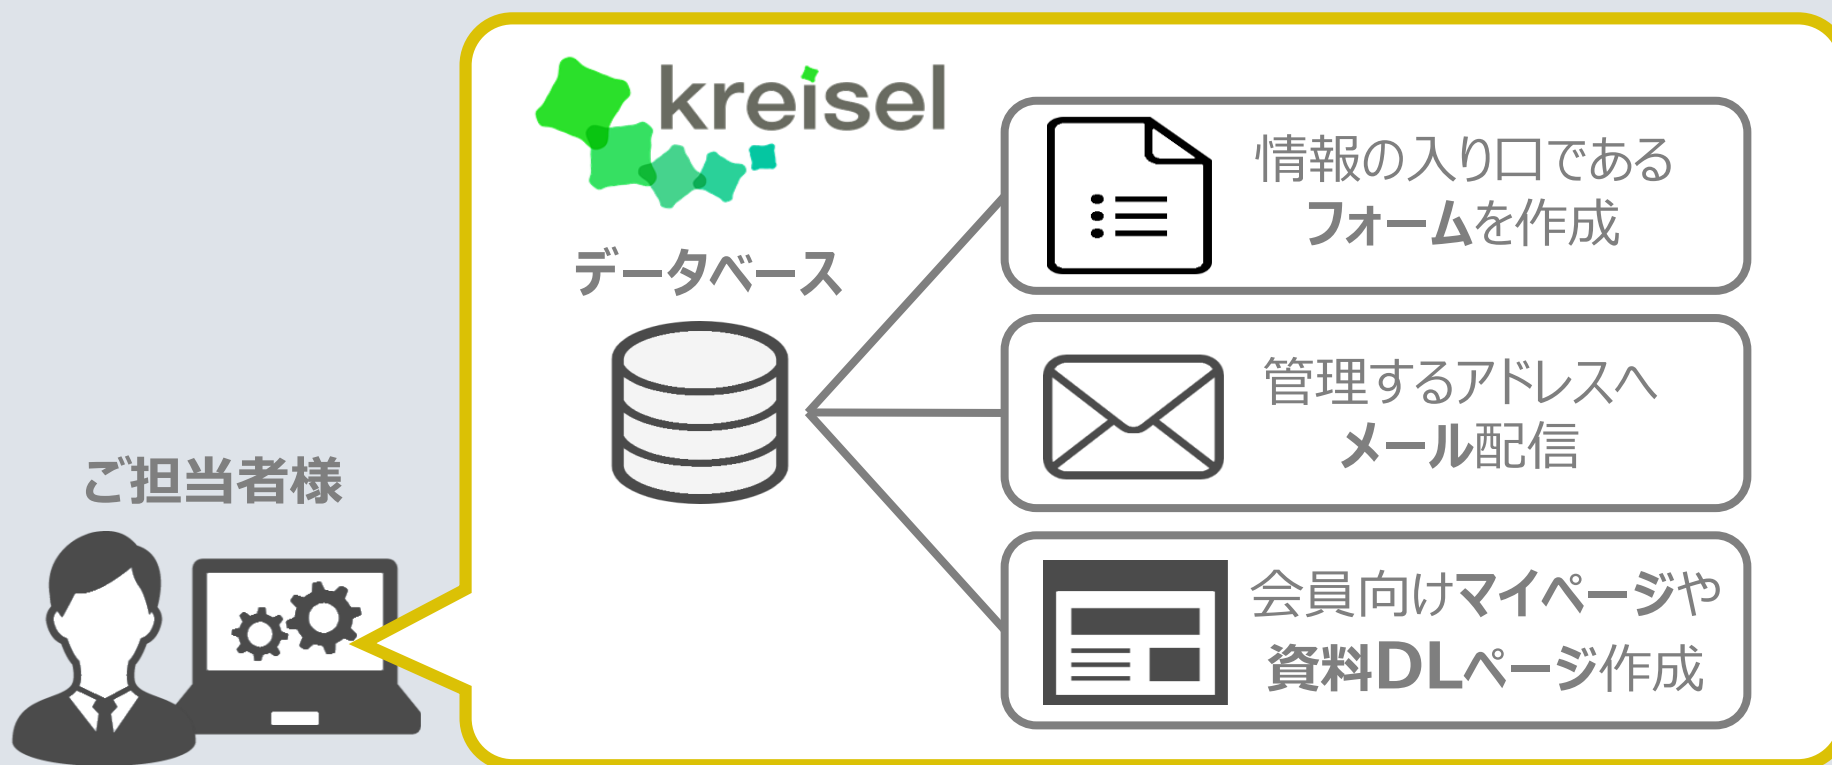 kreisel
データベース
情報の入り口である
フォームを作成
管理するアドレスへ
メール配信
会員向けマイページや
資料DLページ作成
ご担当者様